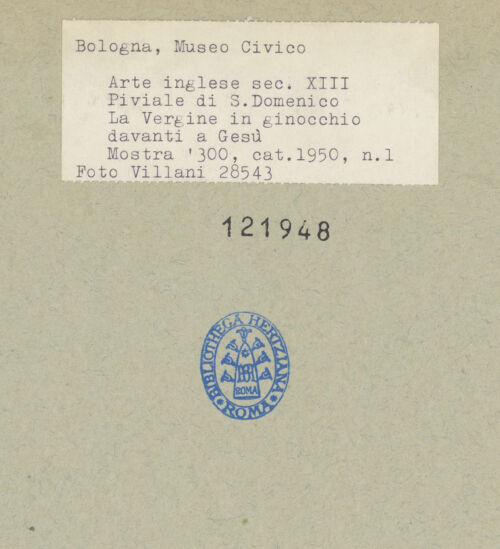 Bologna, Museo Civico
Arte inglese sec. XIII
Piviale di S.Domenico
La Vergine in ginocchio
davanti a Gesù
Mostra '300, cat.1950, n.1
Foto Villani 28543
121948
BIBLIOTHECA HERTZIANA
ROMA
ROMA